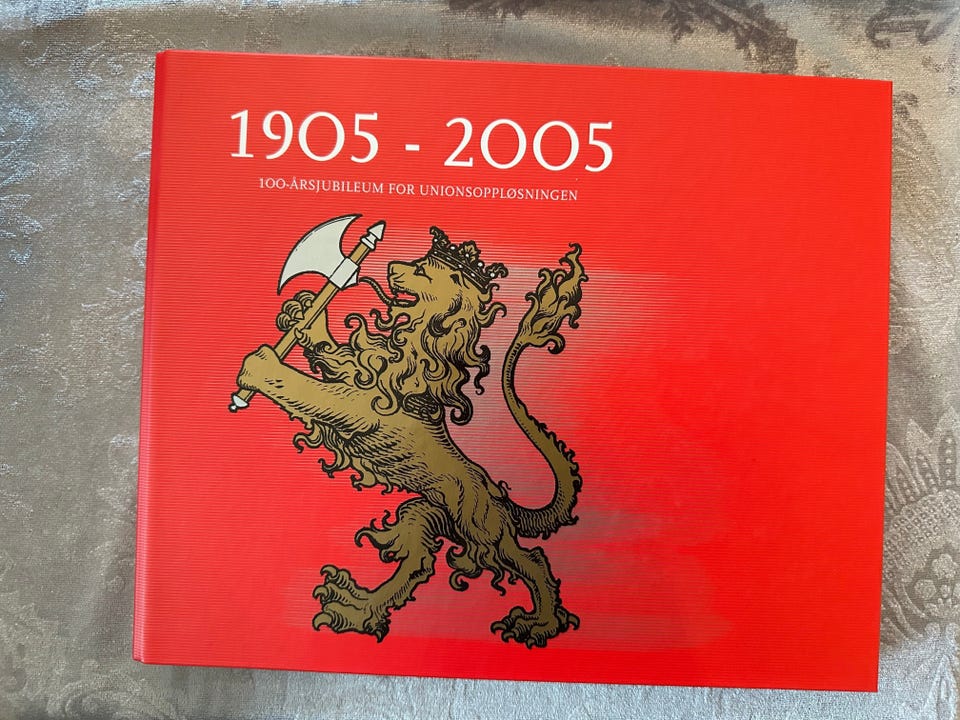 1905 - 2005
100-ÅRSJUBILEUM FOR UNIONSOPPLØSNINGEN